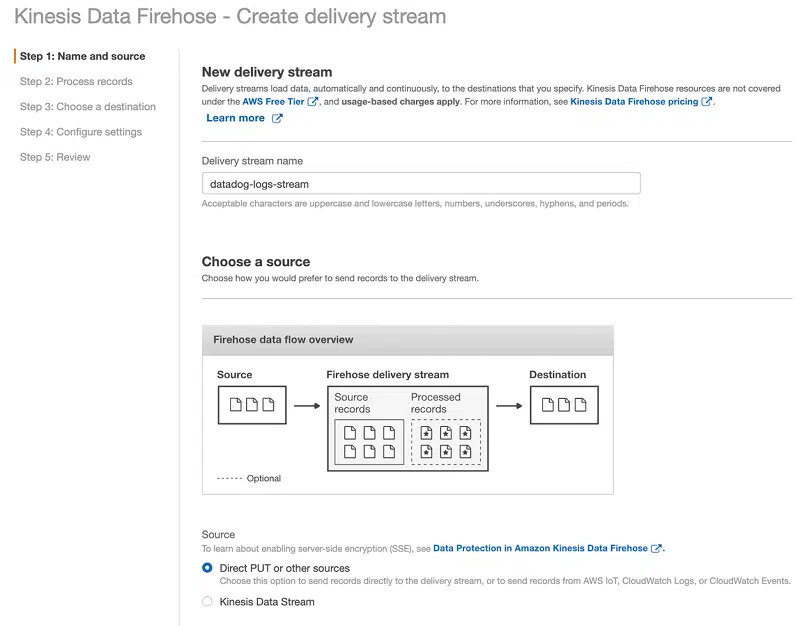 Kinesis Data Firehose - Create delivery stream
Step 1: Name and source
Step 2: Process records
Step 3: Choose a destination
Step 4: Configure settings
Step 5: Review
New delivery stream
Delivery streams load data, automatically and continuously, to the destinations that you specify. Kinesis Data Firehose resources are not covered
under the AWS Free Tier, and usage-based charges apply. For more information, see Kinesis Data Firehose pricing.
Learn more
Delivery stream name
datadog-logs-stream
Acceptable characters are uppercase and lowercase letters, numbers, underscores, hyphens, and periods.
Choose a source
Choose how you would prefer to send records to the delivery stream.
Firehose data flow overview
Source
Firehose delivery stream
Destination
Source
records
Processed
records
Optional
Source
To learn about enabling server-side encryption (SSE), see Data Protection in Amazon Kinesis Data Firehose.
Direct PUT or other sources
Choose this option to send records directly to the delivery stream, or to send records from AWS IoT, CloudWatch Logs, or CloudWatch Events.
Kinesis Data Stream